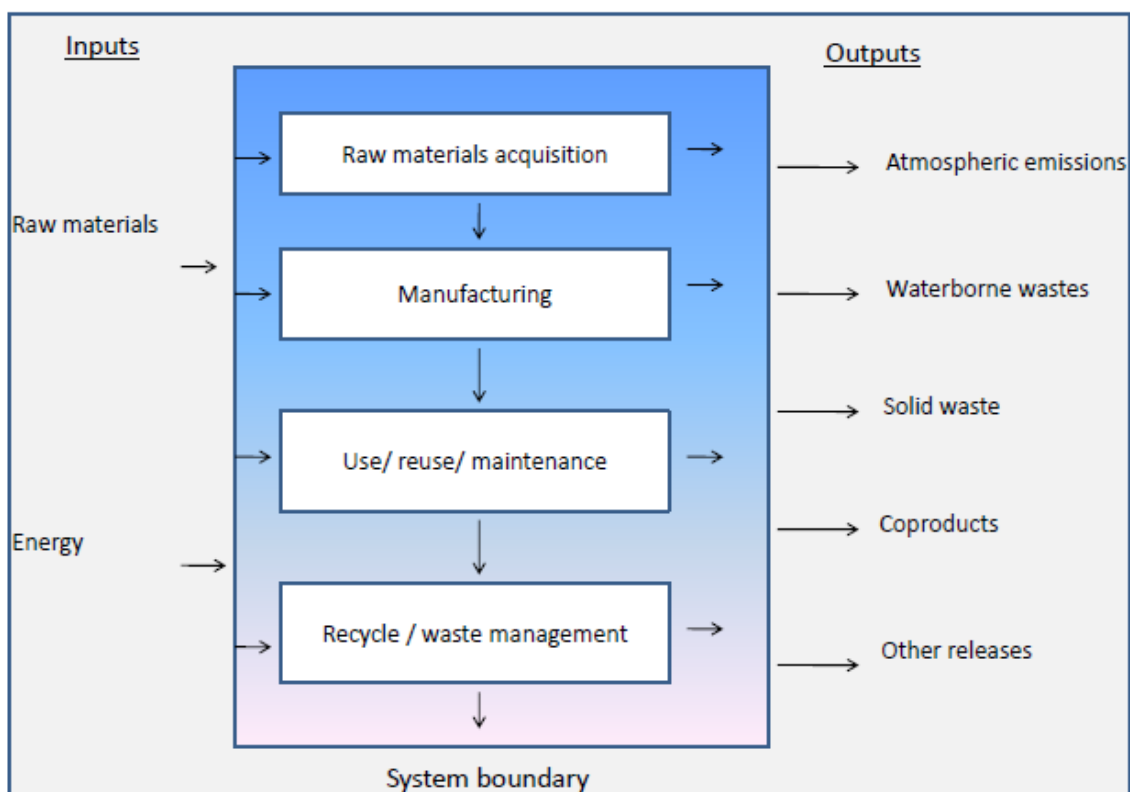 Inputs
Outputs
Raw materials acquisition
Atmospheric emissions
Raw materials
Manufacturing
Waterborne wastes
Solid waste
Use/ reuse/ maintenance
Coproducts
Energy
Recycle / waste management
Other releases
System boundary